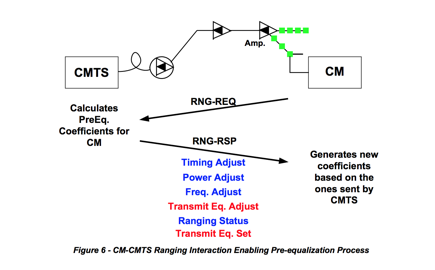 Amp.
CMTS
CM
RNG-REQ
Calculates
PreEq.
Coefficients for
CM
RNG-RSP
Timing Adjust
Power Adjust
Freq. Adjust
Transmit Eq. Adjust
Ranging Status
Transmit Eq. Set
Generates new
coefficients
based on the
ones sent by
CMTS
Figure 6 - CM-CMTS Ranging Interaction Enabling Pre-equalization Process